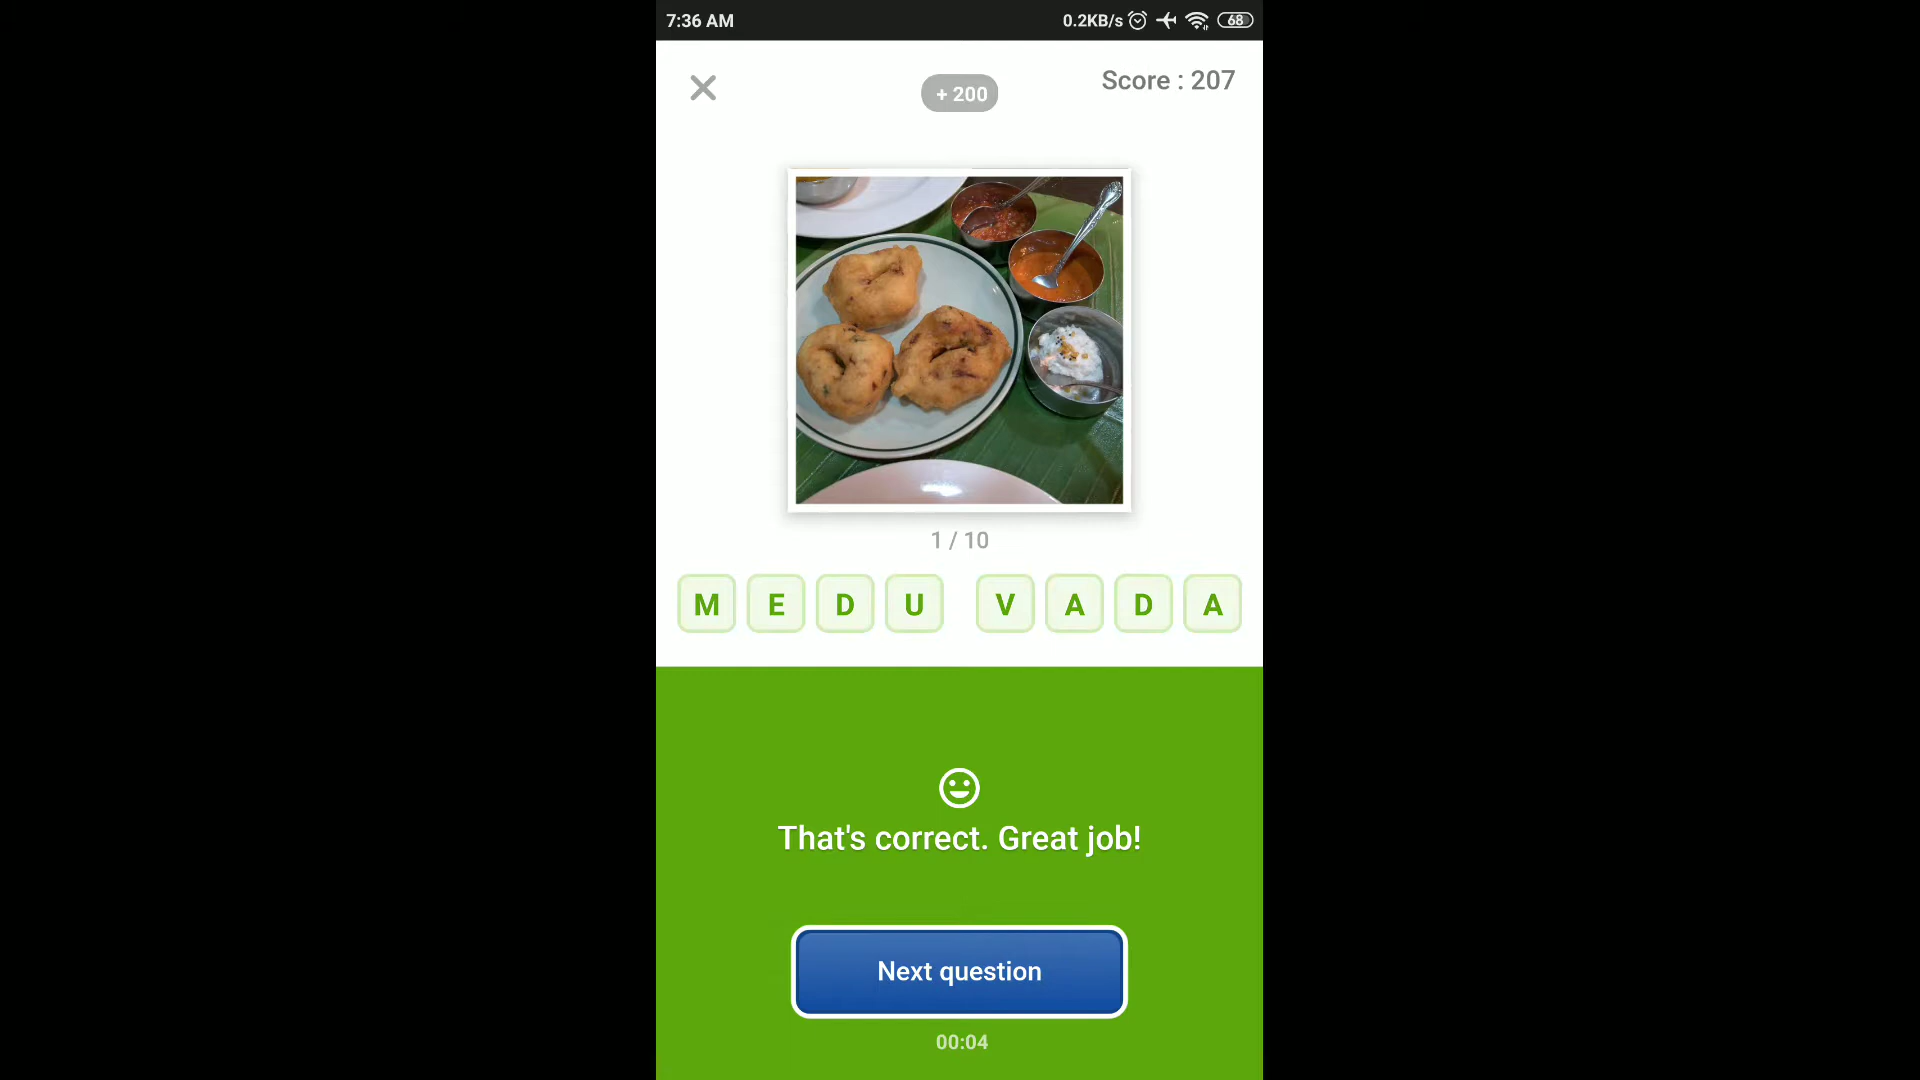 7:36 AM 0.2KB/s 68
+ 200 Score : 207
1 / 10
M E D U V A D A
That's correct. Great job!
Next question
00:04